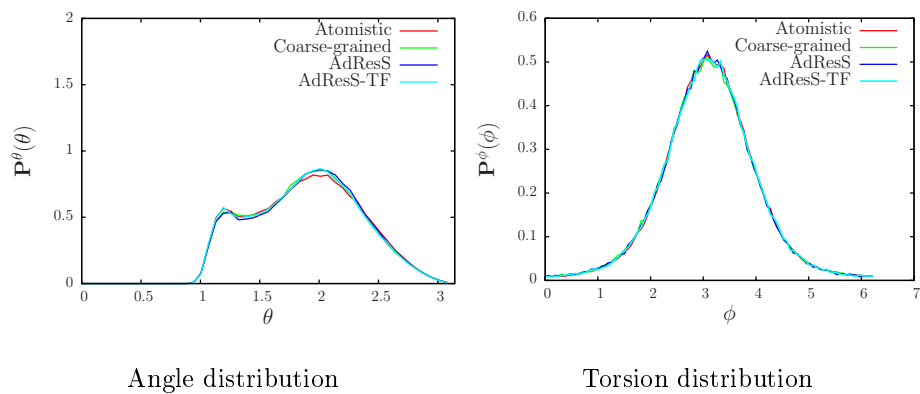 2
1.5
1
0.5
0
0 0.5 1 1.5 2 2.5 3
P^θ(θ)
θ
Atomistic
Coarse-grained
AdResS
AdResS-TF
Angle distribution
0.6
0.5
0.4
0.3
0.2
0.1
0
0 1 2 3 4 5 6 7
P^ϕ(ϕ)
ϕ
Atomistic
Coarse-grained
AdResS
AdResS-TF
Torsion distribution